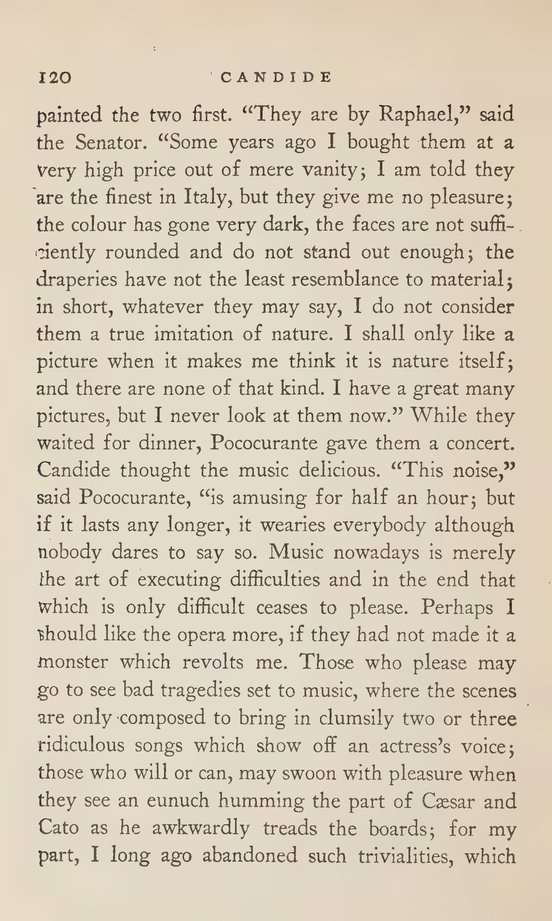 120 CANDIDE
painted the two first. “They are by Raphael,” said
the Senator. “Some years ago I bought them at a
very high price out of mere vanity; I am told they
are the finest in Italy, but they give me no pleasure;
the colour has gone very dark, the faces are not suffi-
ciently rounded and do not stand out enough; the
draperies have not the least resemblance to material;
in short, whatever they may say, I do not consider
them a true imitation of nature. I shall only like a
picture when it makes me think it is nature itself;
and there are none of that kind. I have a great many
pictures, but I never look at them now.” While they
waited for dinner, Pococurante gave them a concert.
Candide thought the music delicious. “This noise,”
said Pococurante, “is amusing for half an hour; but
if it lasts any longer, it wearies everybody although
nobody dares to say so. Music nowadays is merely
the art of executing difficulties and in the end that
which is only difficult ceases to please. Perhaps I
should like the opera more, if they had not made it a
monster which revolts me. Those who please may
go to see bad tragedies set to music, where the scenes
are only composed to bring in clumsily two or three
ridiculous songs which show off an actress’s voice;
those who will or can, may swoon with pleasure when
they see an eunuch humming the part of Cæsar and
Cato as he awkwardly treads the boards; for my
part, I long ago abandoned such trivialities, which